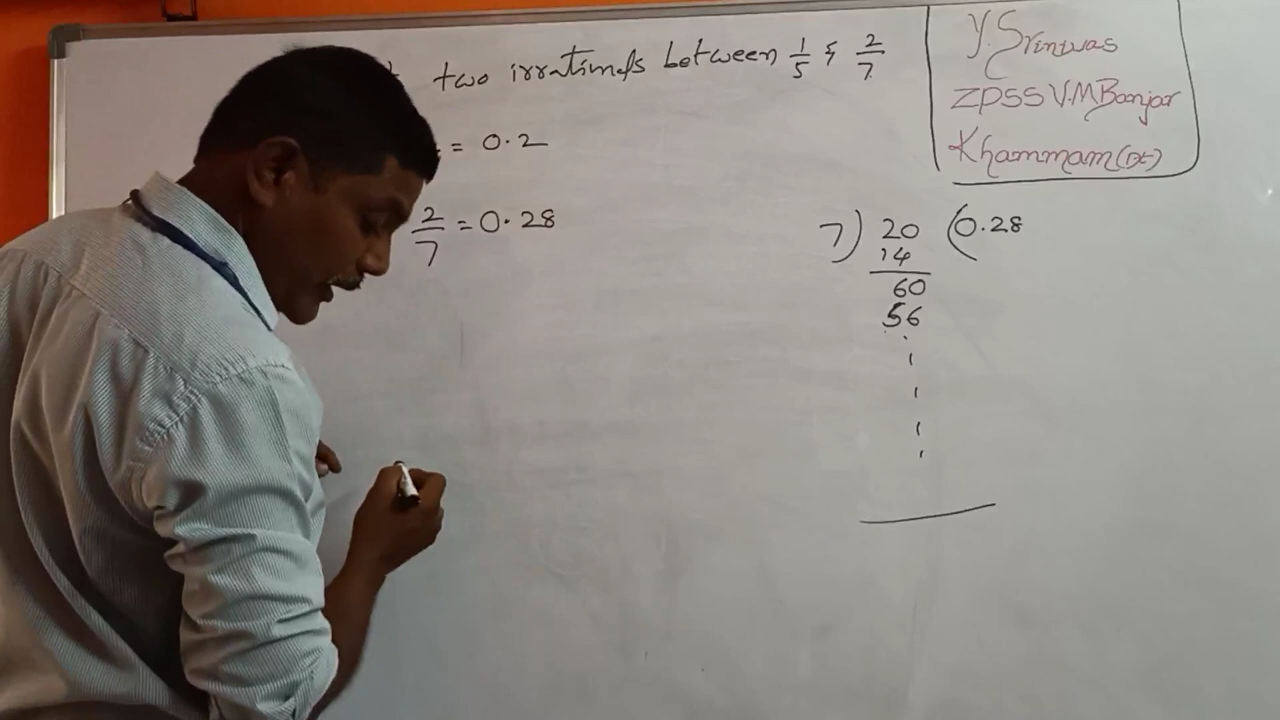 two irrationals between 1/5 & 2/7
= 0.2
2/7 = 0.28
Y. Srinivas
ZPSS V.M Banjar
Khammam (Dt)
7) 20 (0.28
14
60
56